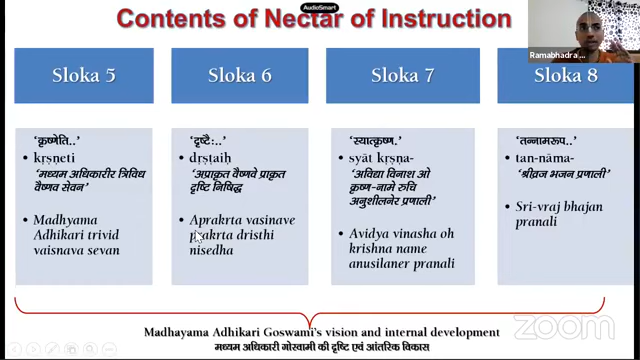 AudioSmart
Contents of Nectar of Instruction
Ramabhadra ...
Sloka 5
Sloka 6
Sloka 7
Sloka 8
'कृष्णेति..'
• kṛṣṇeti
'मध्यम अधिकारीर त्रिविध
वैष्णव सेवन'
• Madhyama
Adhikari trivid
vaisnava sevan
'दृष्टैः..'
• dṛṣṭaiḥ
'अप्राकृत वैष्णवे प्राकृत
दृष्टि निषिद्ध'
• Aprakrta vasinave
prakrta dristhi
nisedha
'स्यात्कृष्ण.'
• syāt kṛṣṇa-
'अविद्या विनाश ओ
कृष्ण-नामे रुचि
अनुशीलनेर प्रणाली'
• Avidya vinasha oh
krishna name
anusilaner pranali
'तन्नामरूप..'
• tan-nāma-
'श्रीव्रज भजन प्रणाली'
• Sri-vraj bhajan
pranali
Madhayama Adhikari Goswami's vision and internal development
मध्यम अधिकारी गोस्वामी की दृष्टि एवं आंतरिक विकास
zoom